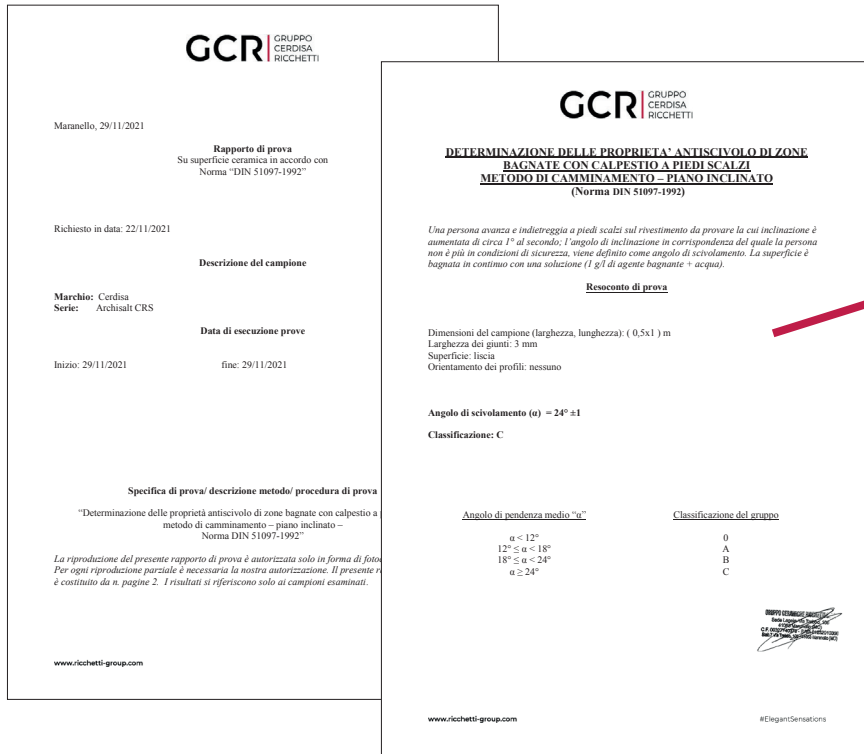 GCR GRUPPO
CERDISA
RICCHETTI
Maranello, 29/11/2021
Rapporto di prova
Su superficie ceramica in accordo con
Norma “DIN 51097-1992”
Richiesto in data: 22/11/2021
Descrizione del campione
Marchio: Cerdisa
Serie: Archisalt CRS
Data di esecuzione prove
Inizio: 29/11/2021 fine: 29/11/2021
Specifica di prova/ descrizione metodo/ procedura di prova
“Determinazione delle proprietà antiscivolo di zone bagnate con calpestio a
metodo di camminamento – piano inclinato –
Norma DIN 51097-1992”
La riproduzione del presente rapporto di prova è autorizzata solo in forma di
Per ogni riproduzione parziale è necessaria la nostra autorizzazione. Il presente
è costituito da n. pagine 2. I risultati si riferiscono solo ai campioni esaminati.
www.ricchetti-group.com
GCR GRUPPO
CERDISA
RICCHETTI
DETERMINAZIONE DELLE PROPRIETA’ ANTISCIVOLO DI ZONE
BAGNATE CON CALPESTIO A PIEDI SCALZI
METODO DI CAMMINAMENTO – PIANO INCLINATO
(Norma DIN 51097-1992)
Una persona avanza e indietreggia a piedi scalzi sul rivestimento da provare la cui inclinazione è
aumentata di circa 1° al secondo; l’angolo di inclinazione in corrispondenza del quale la persona
non è più in condizioni di sicurezza, viene definito come angolo di scivolamento. La superficie è
bagnata in continuo con una soluzione (1 g/l di agente bagnante + acqua).
Resoconto di prova
Dimensioni del campione (larghezza, lunghezza): ( 0,5x1 ) m
Larghezza dei giunti: 3 mm
Superficie: liscia
Orientamento dei profili: nessuno
Angolo di scivolamento (α) = 24° ±1
Classificazione: C
Angolo di pendenza medio “α” Classificazione del gruppo
α < 12° 0
12° ≤ α < 18° A
18° ≤ α < 24° B
α ≥ 24° C
www.ricchetti-group.com #ElegantSensations